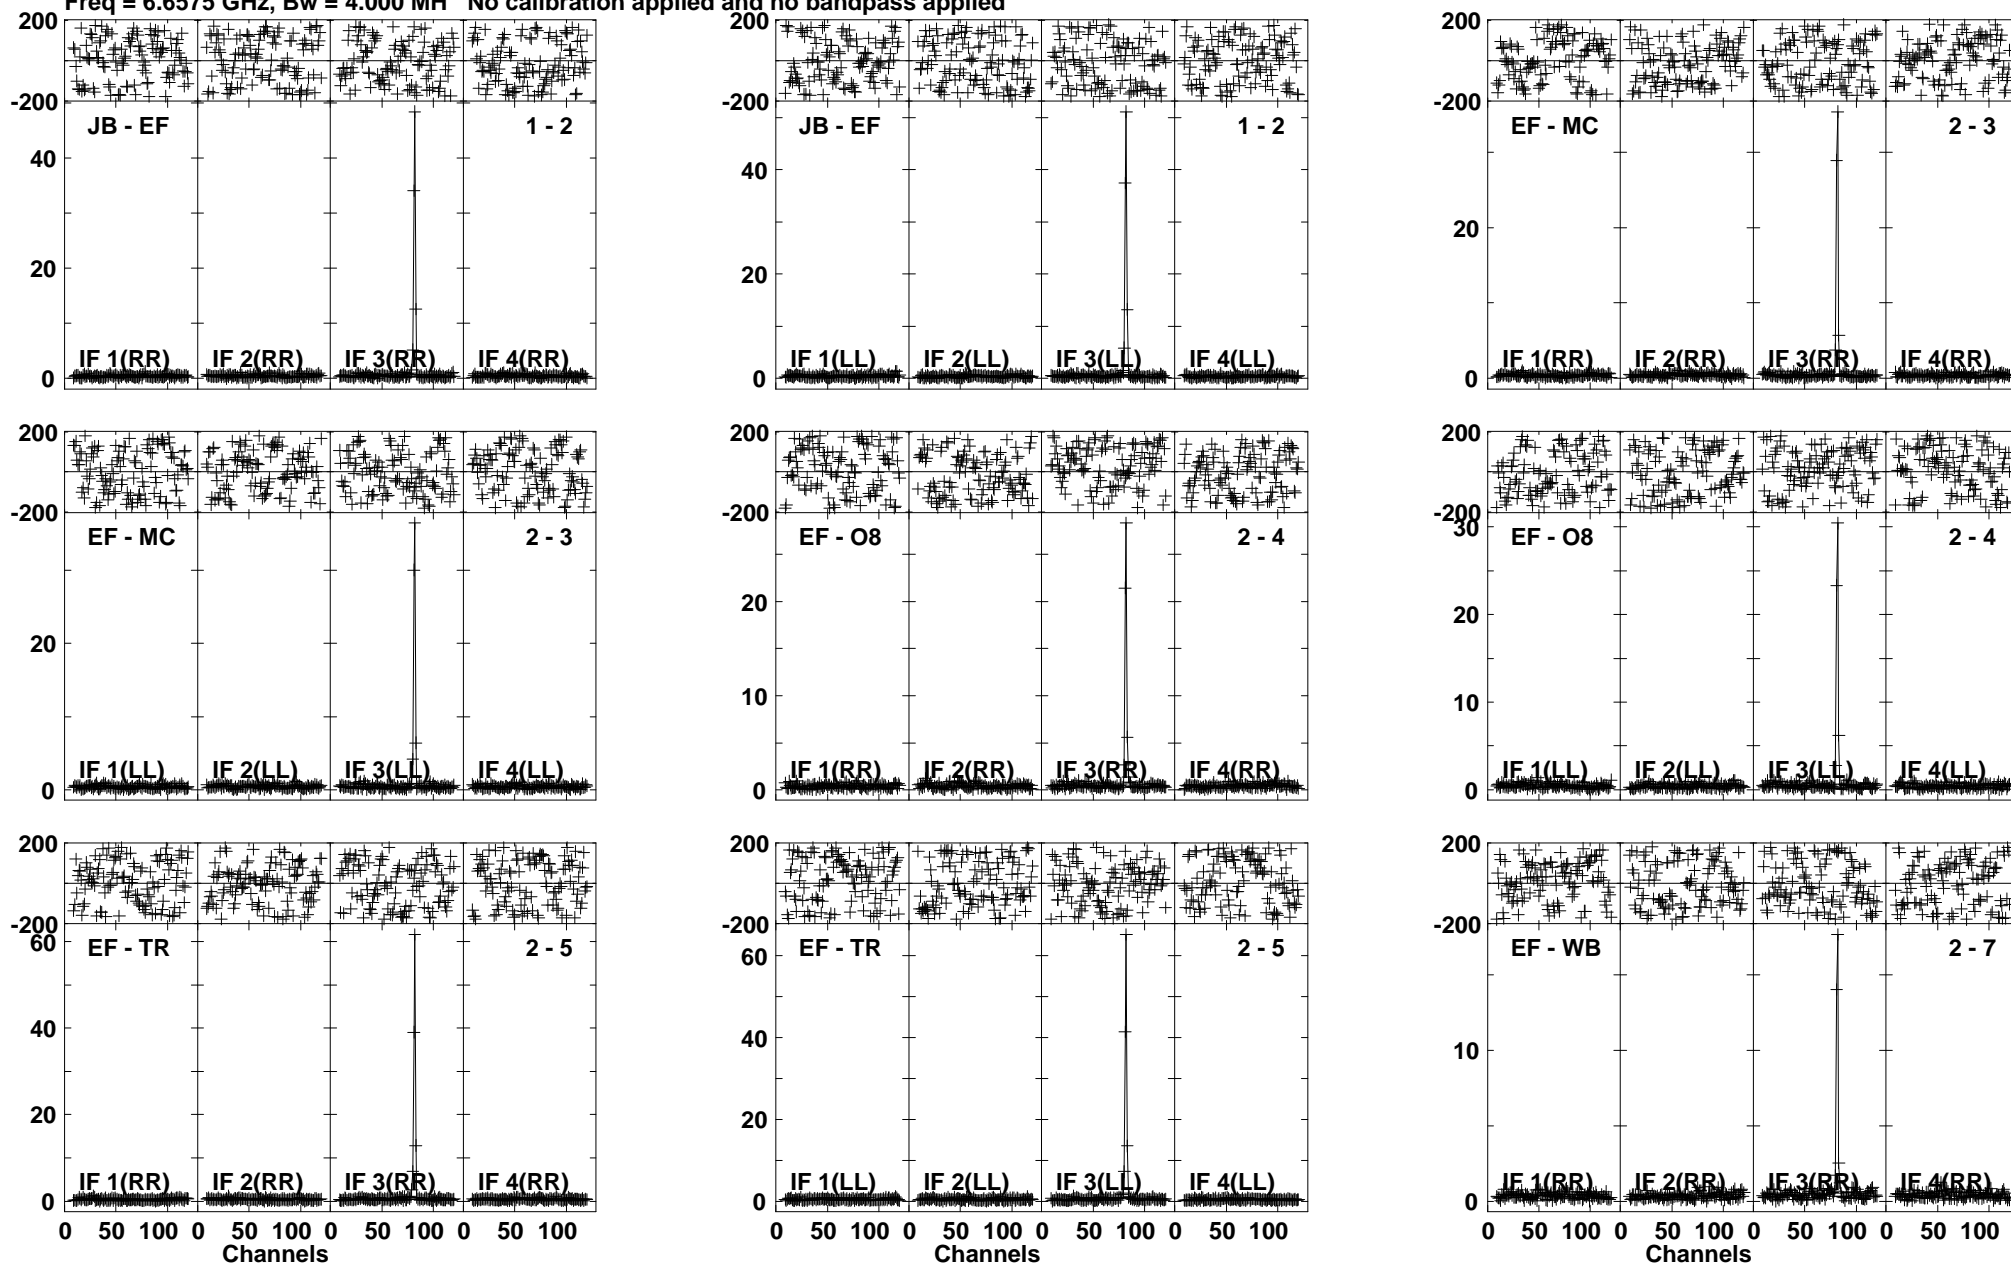 Freq = 6.6575 GHz, Bw = 4.000 MH No calibration applied and no bandpass applied
200 200 200
-200 -200 -200
JB - EF 1 - 2 JB - EF 1 - 2 EF - MC 2 - 3
40 40 20
20 20
IF 1(RR) IF 2(RR) IF 3(RR) IF 4(RR) IF 1(LL) IF 2(LL) IF 3(LL) IF 4(LL) IF 1(RR) IF 2(RR) IF 3(RR) IF 4(RR)
0 0 0
200 200 200
-200 -200 -200
EF - MC 2 - 3 EF - O8 2 - 4 30 EF - O8 2 - 4
20 20 20
10 10
IF 1(LL) IF 2(LL) IF 3(LL) IF 4(LL) IF 1(RR) IF 2(RR) IF 3(RR) IF 4(RR) IF 1(LL) IF 2(LL) IF 3(LL) IF 4(LL)
0 0 0
200 200 200
-200 -200 -200
60 EF - TR 2 - 5 60 EF - TR 2 - 5 EF - WB 2 - 7
40 40 10
20 20
IF 1(RR) IF 2(RR) IF 3(RR) IF 4(RR) IF 1(LL) IF 2(LL) IF 3(LL) IF 4(LL) IF 1(RR) IF 2(RR) IF 3(RR) IF 4(RR)
0 0 0
0 50 100 0 50 100 0 50 100 0 50 100 0 50 100 0 50 100 0 50 100 0 50 100 0 50 100 0 50 100 0 50 100 0 50 100
Channels Channels Channels